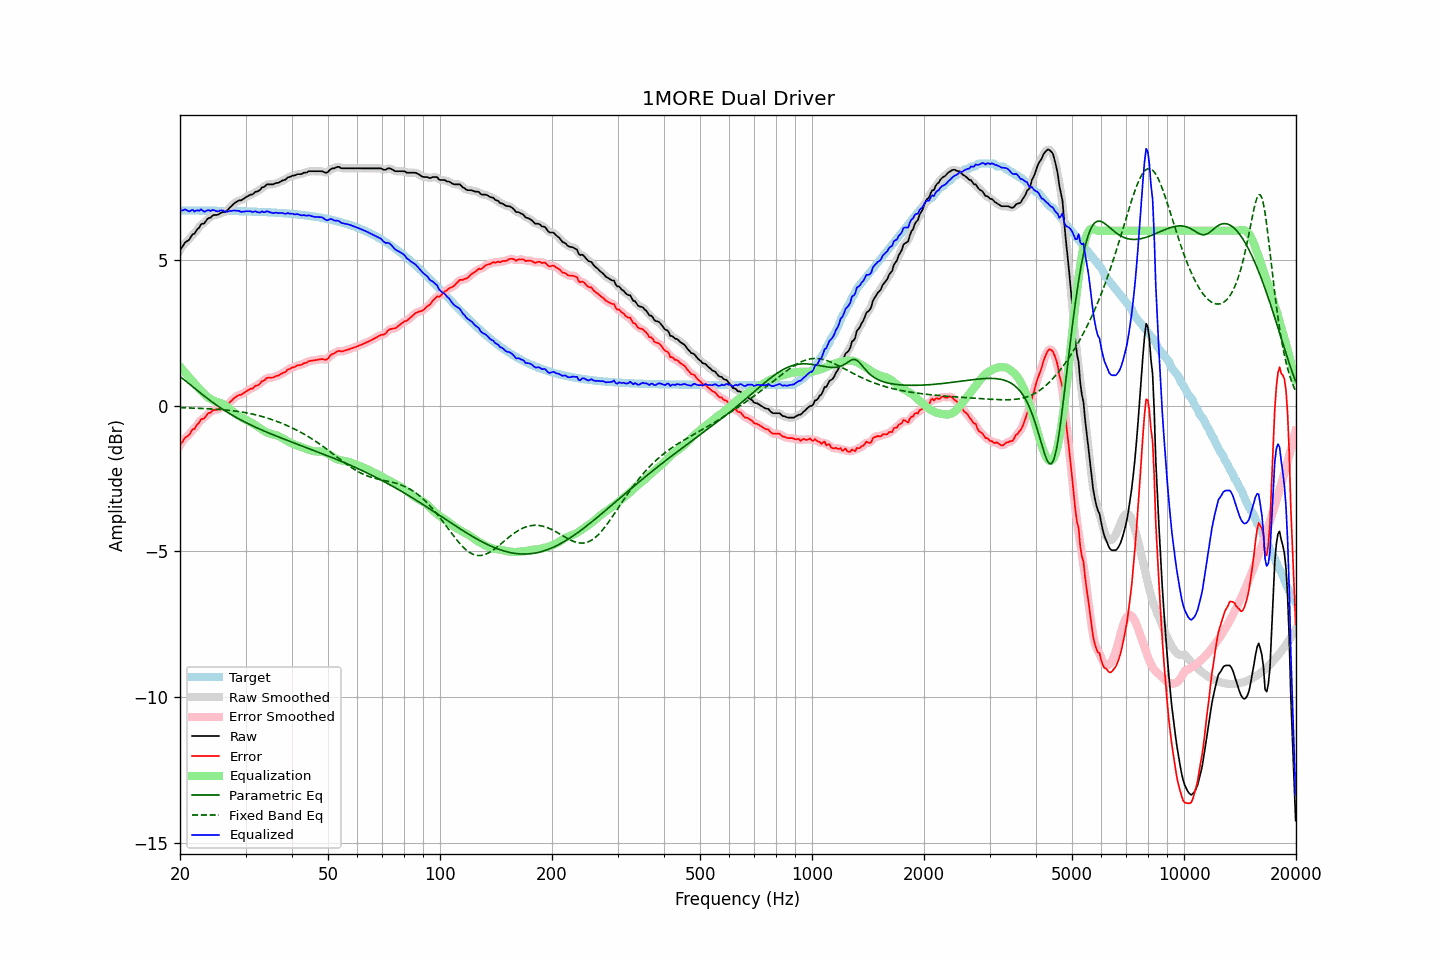 1MORE Dual Driver
Amplitude (dBr)
5
0
−5
−10
−15
Target
Raw Smoothed
Error Smoothed
Raw
Error
Equalization
Parametric Eq
Fixed Band Eq
Equalized
20 50 100 200 500 1000 2000 5000 10000 20000
Frequency (Hz)